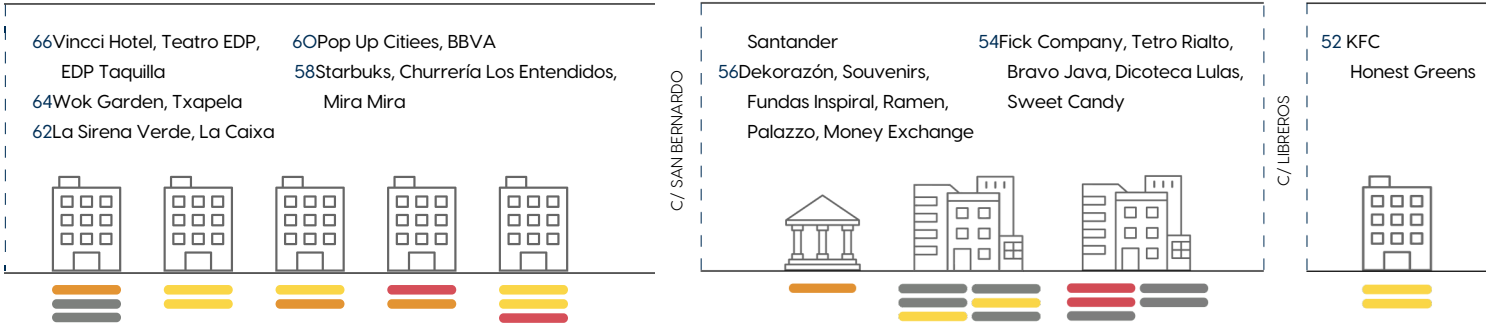 66Vincci Hotel, Teatro EDP,
EDP Taquilla
64Wok Garden, Txapela
62La Sirena Verde, La Caixa
60Pop Up Citiees, BBVA
58Starbuks, Churrería Los Entendidos,
Mira Mira
C/ SAN BERNARDO
Santander
56Dekorazón, Souvenirs,
Fundas Inspiral, Ramen,
Palazzo, Money Exchange
54Fick Company, Tetro Rialto,
Bravo Java, Dicoteca Lulas,
Sweet Candy
C/ LIBREROS
52 KFC
Honest Greens